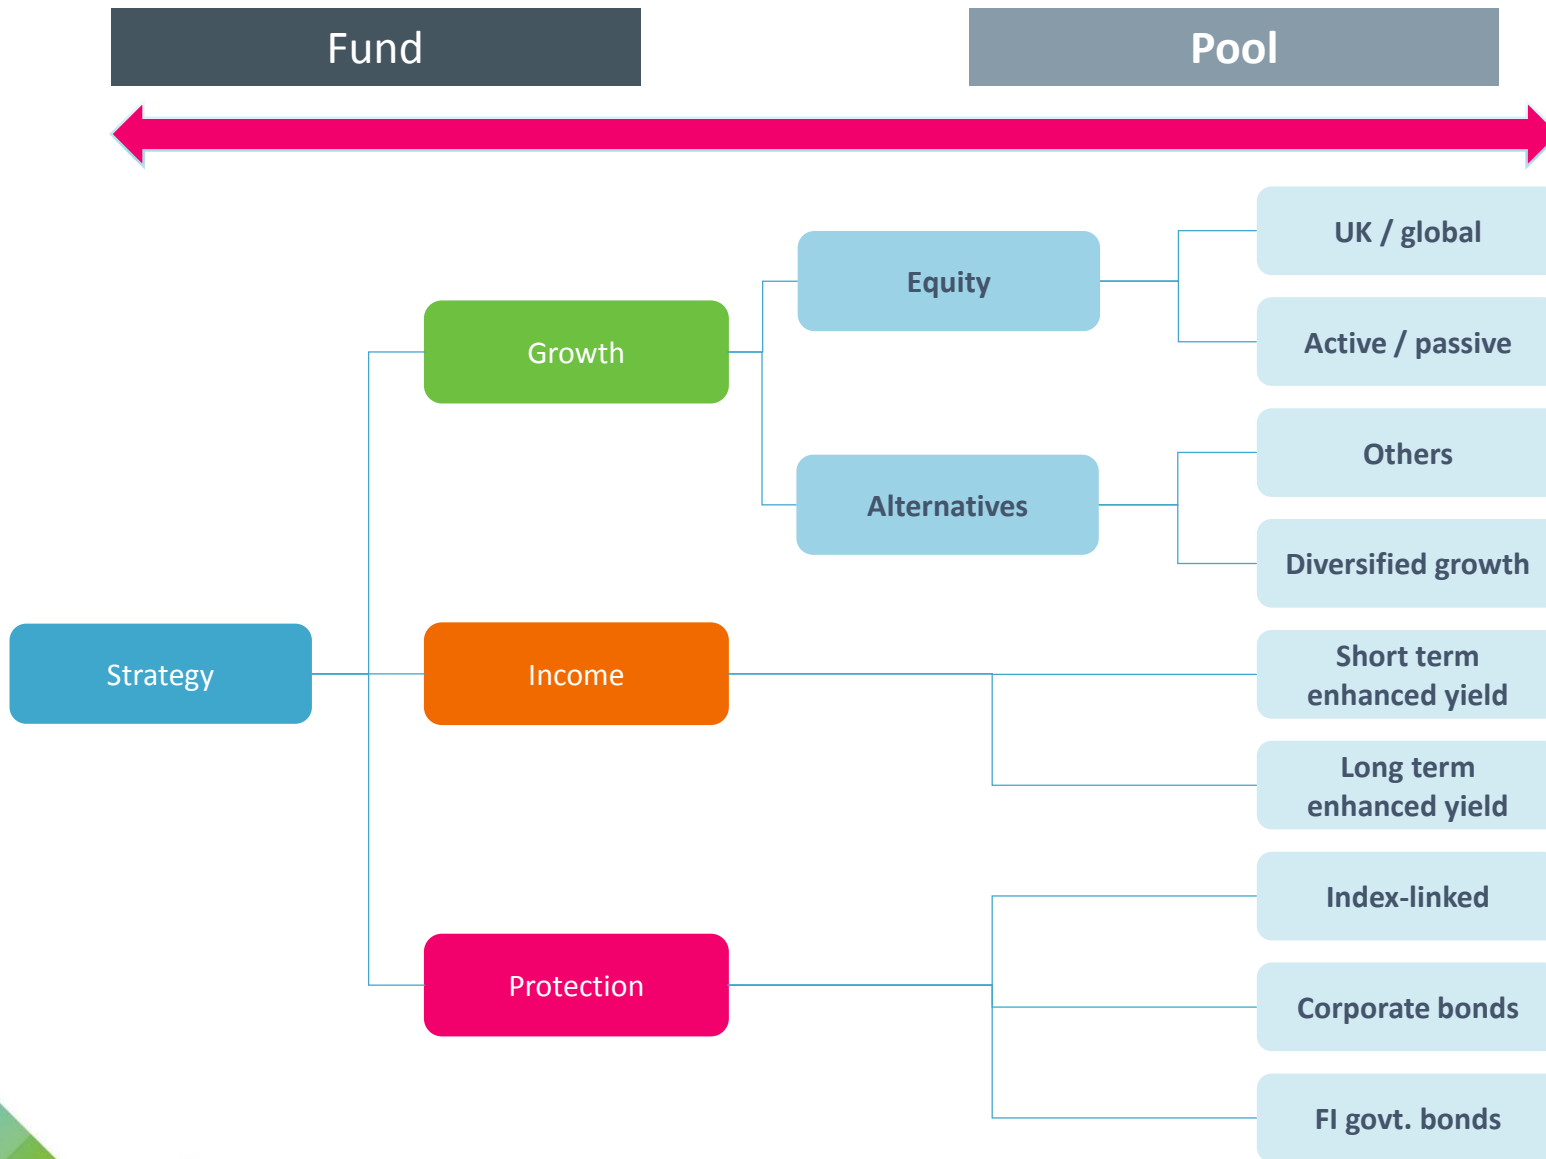 Fund
Pool
UK / global
Equity
Active / passive
Growth
Others
Alternatives
Diversified growth
Short term
enhanced yield
Strategy
Income
Long term
enhanced yield
Index-linked
Protection
Corporate bonds
FI govt. bonds